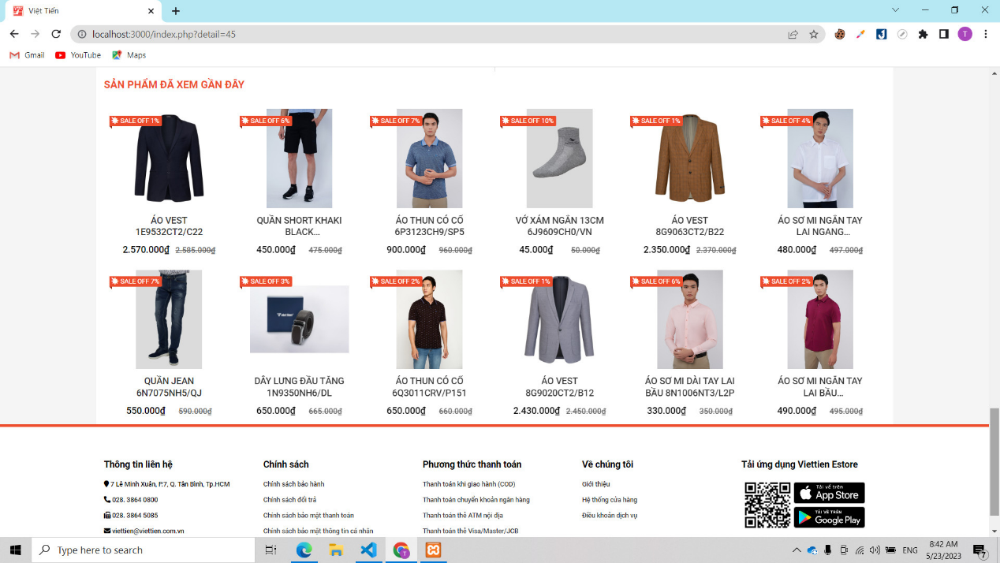 Việt Tiến
localhost:3000/index.php?detail=45
T
Gmail
YouTube
Maps
SẢN PHẨM ĐÃ XEM GẦN ĐÂY
SALE OFF 1%
SALE OFF 6%
SALE OFF 7%
SALE OFF 10%
SALE OFF 1%
SALE OFF 4%
ÁO VEST
1E9532CT2/C22
2.570.000₫ 2.585.000₫
QUẦN SHORT KHAKI
BLACK...
450.000₫ 475.000₫
ÁO THUN CÓ CỔ
6P3123CH9/SP5
900.000₫ 960.000₫
VỚ XÁM NGẮN 13CM
6J9609CH0/VN
45.000₫ 50.000₫
ÁO VEST
8G9063CT2/B22
2.350.000₫ 2.370.000₫
ÁO SƠ MI NGẮN TAY
LAI NGANG...
480.000₫ 497.000₫
SALE OFF 7%
SALE OFF 3%
SALE OFF 2%
SALE OFF 1%
SALE OFF 6%
SALE OFF 2%
VIETTIEN
QUẦN JEAN
6N7075NH5/QJ
550.000₫ 590.000₫
DÂY LƯNG ĐẦU TĂNG
1N9350NH6/DL
650.000₫ 665.000₫
ÁO THUN CÓ CỔ
6Q3011CRV/P151
650.000₫ 660.000₫
ÁO VEST
8G9020CT2/B12
2.430.000₫ 2.450.000₫
ÁO SƠ MI DÀI TAY LAI
BẦU 8N1006NT3/L2P
330.000₫ 350.000₫
ÁO SƠ MI NGẮN TAY
LAI BẦU...
490.000₫ 495.000₫
Thông tin liên hệ
7 Lê Minh Xuân, P.7, Q. Tân Bình, Tp.HCM
028. 3864 0800
028. 3864 5085
viettien@viettien.com.vn
Chính sách
Chính sách bảo hành
Chính sách đổi trả
Chính sách bảo mật thanh toán
Chính sách bảo mật thông tin cá nhân
Phương thức thanh toán
Thanh toán khi giao hành (COD)
Thanh toán chuyển khoản ngân hàng
Thanh toán thẻ ATM nội địa
Thanh toán thẻ Visa/Master/JCB
Về chúng tôi
Giới thiệu
Hệ thống cửa hàng
Điều khoản dịch vụ
Tải ứng dụng Viettien Estore
Tải về trên
App Store
TẢI VỀ TRÊN
Google Play
Type here to search
T
ENG
8:42 AM
5/23/2023
7